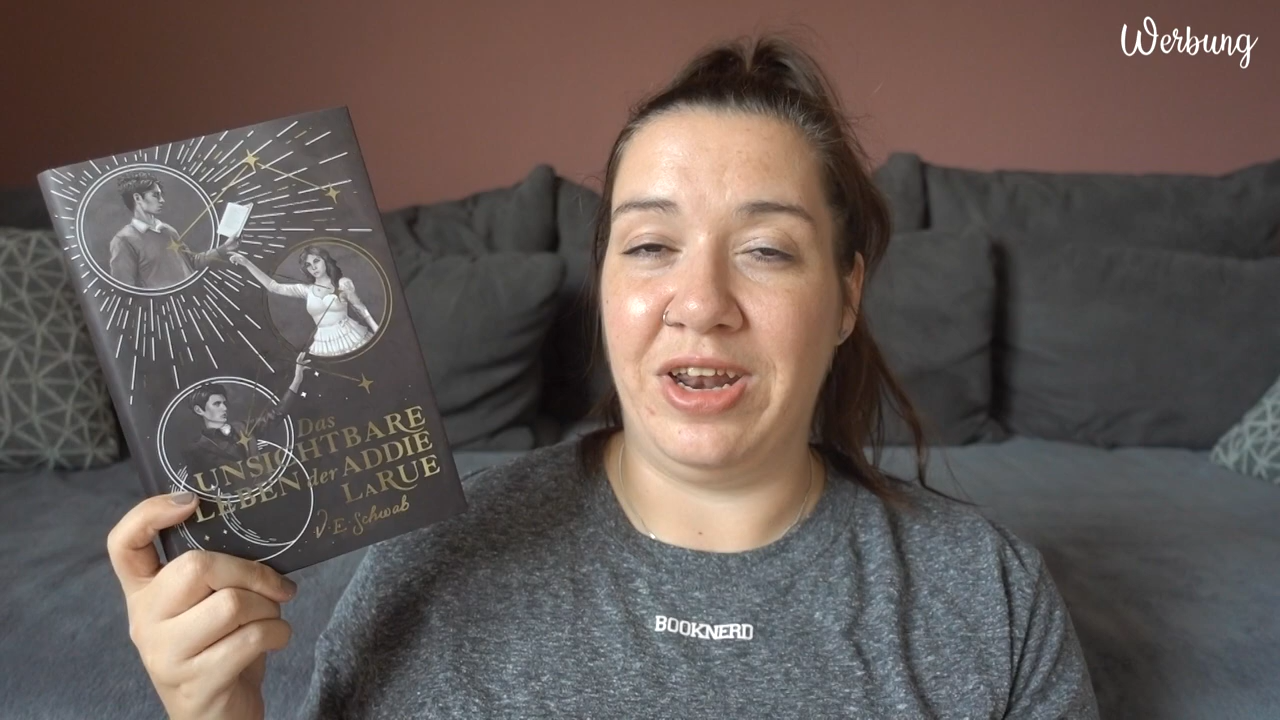 Werbung
Das
UNSICHTBARE
LEBEN der ADDIE
LARUE
V. E. Schwab
BOOKNERD